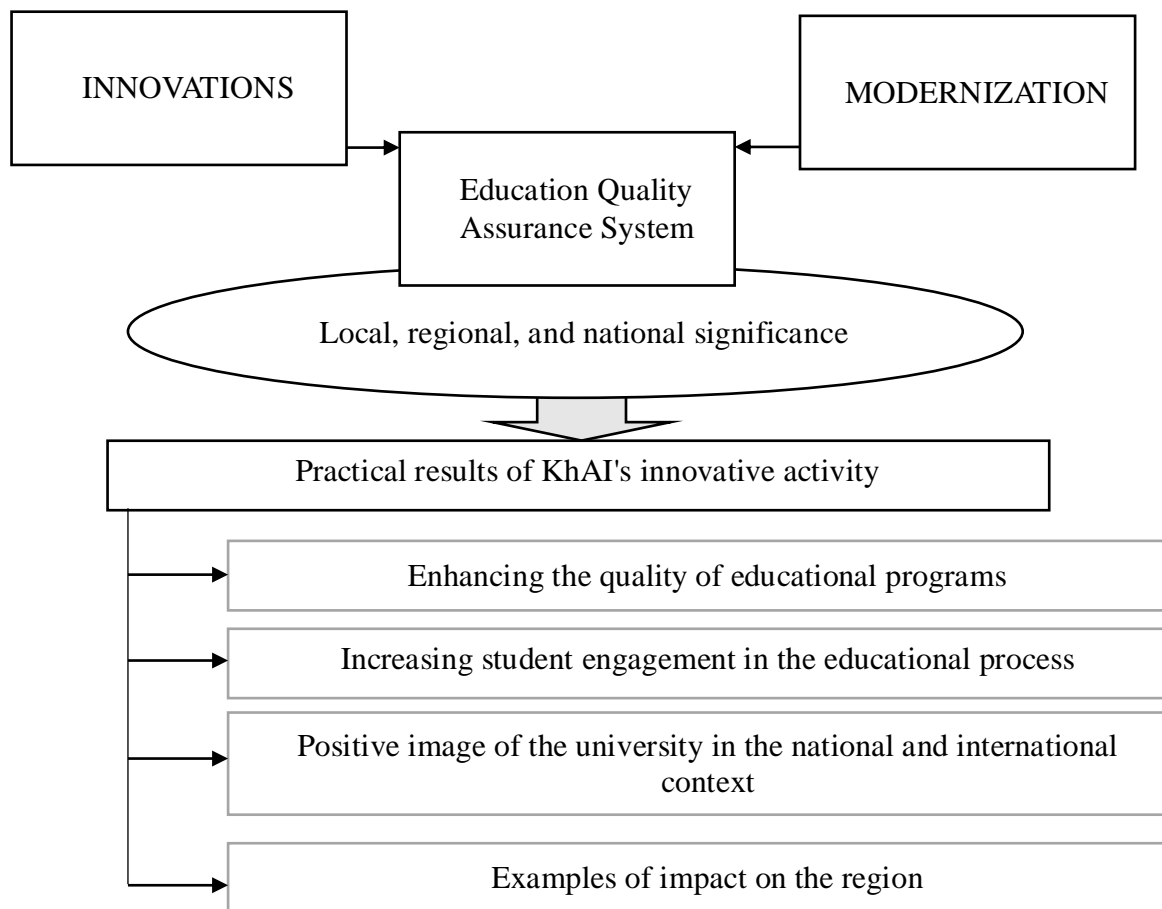 INNOVATIONS
MODERNIZATION
Education Quality
Assurance System
Local, regional, and national significance
Practical results of KhAI's innovative activity
Enhancing the quality of educational programs
Increasing student engagement in the educational process
Positive image of the university in the national and international
context
Examples of impact on the region